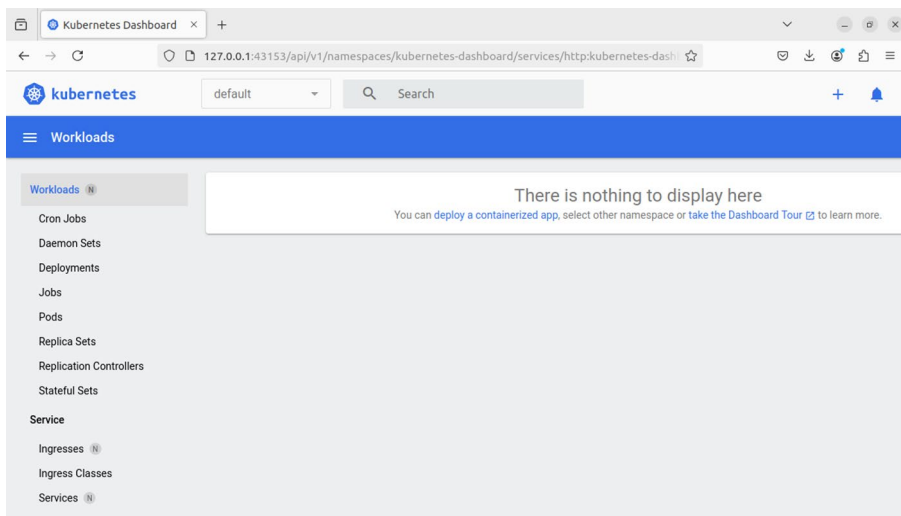 Kubernetes Dashboard
127.0.0.1:43153/api/v1/namespaces/kubernetes-dashboard/services/http:kubernetes-dash
kubernetes
default
Search
Workloads
Workloads N
There is nothing to display here
You can deploy a containerized app, select other namespace or take the Dashboard Tour to learn more.
Cron Jobs
Daemon Sets
Deployments
Jobs
Pods
Replica Sets
Replication Controllers
Stateful Sets
Service
Ingresses N
Ingress Classes
Services N